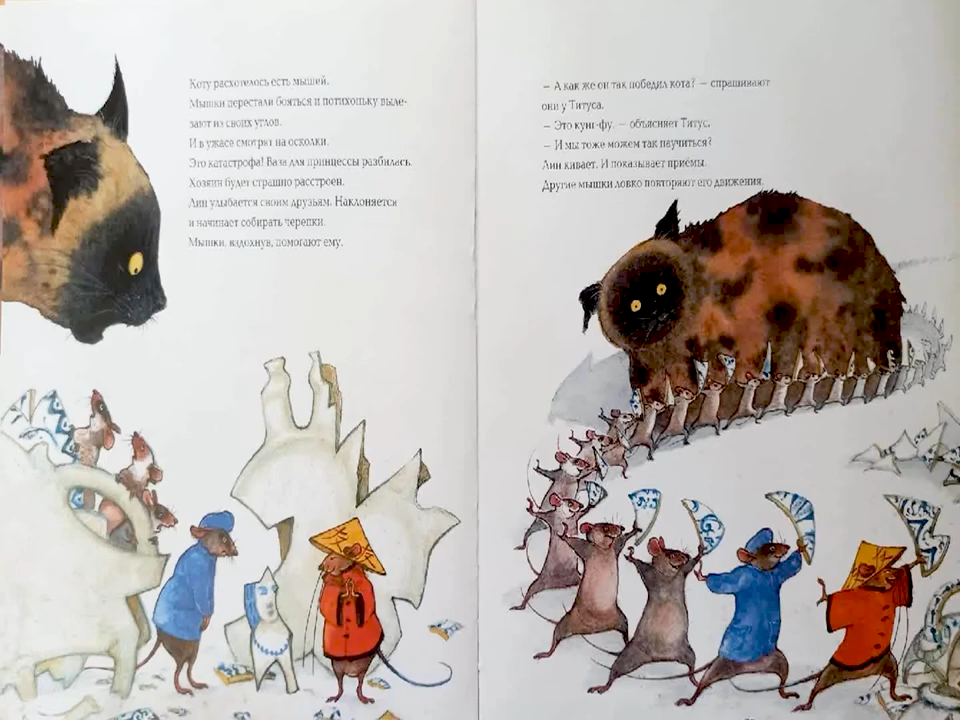 Коту расхотелось есть мышей.
Мышки перестали бояться и потихоньку выле-
зают из своих углов.
И в ужасе смотрят на осколки.
Это катастрофа! Ваза для принцессы разбилась.
Хозяин будет страшно расстроен.
Лин улыбается своим друзьям. Наклоняется
и начинает собирать черепки.
Мышки, вздохнув, помогают ему.
— А как же он так победил кота? — спрашивают
они у Титуса.
— Это кунг-фу, — объясняет Титус.
— И мы тоже можем так научиться?
Лин кивает. И показывает приёмы.
Другие мышки ловко повторяют его движения.